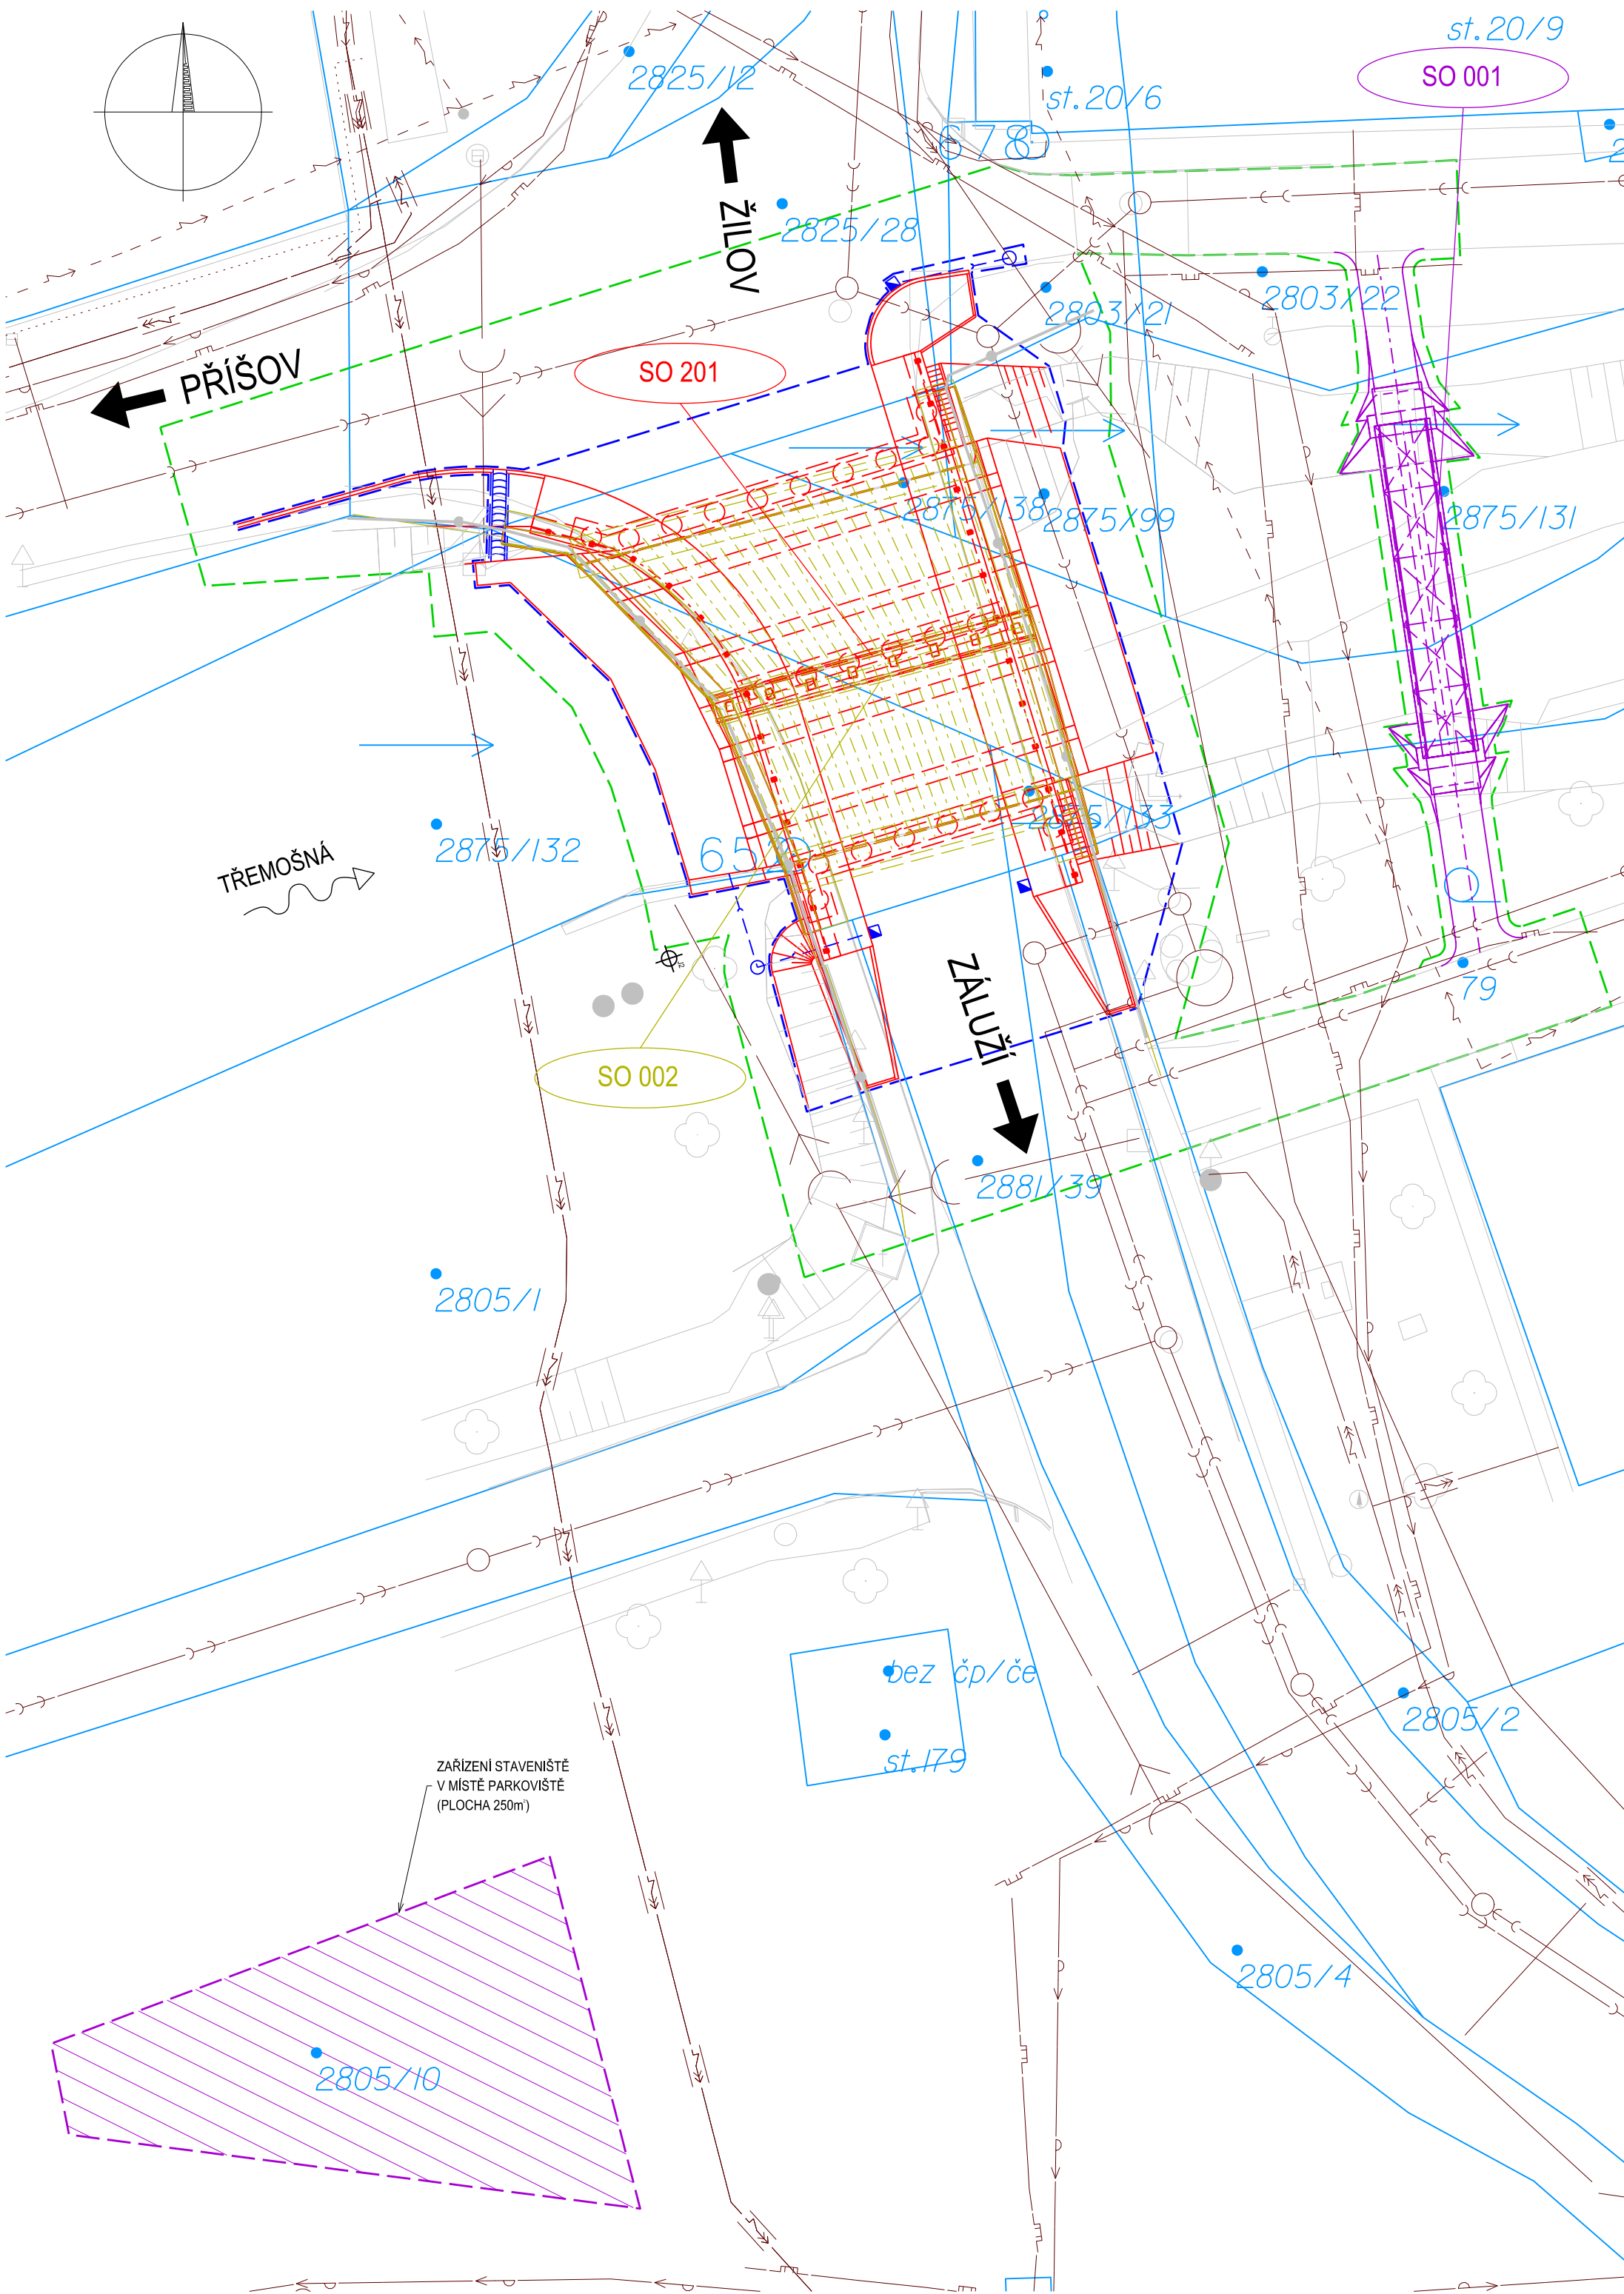 st.20/9
SO 001
2825/12
st.20/6
678
2
ŽILOV
2825/28
2803/22
2803/21
SO 201
PŘÍŠOV
2875/138
2875/99
2875/131
2875/133
2875/132
652
TŘEMOŠNÁ
79
ZÁLUŽÍ
SO 002
2881/39
2805/1
bez čp/če
2805/2
st.179
ZAŘÍZENÍ STAVENIŠTĚ
V MÍSTĚ PARKOVIŠTĚ
(PLOCHA 250m²)
2805/4
2805/10